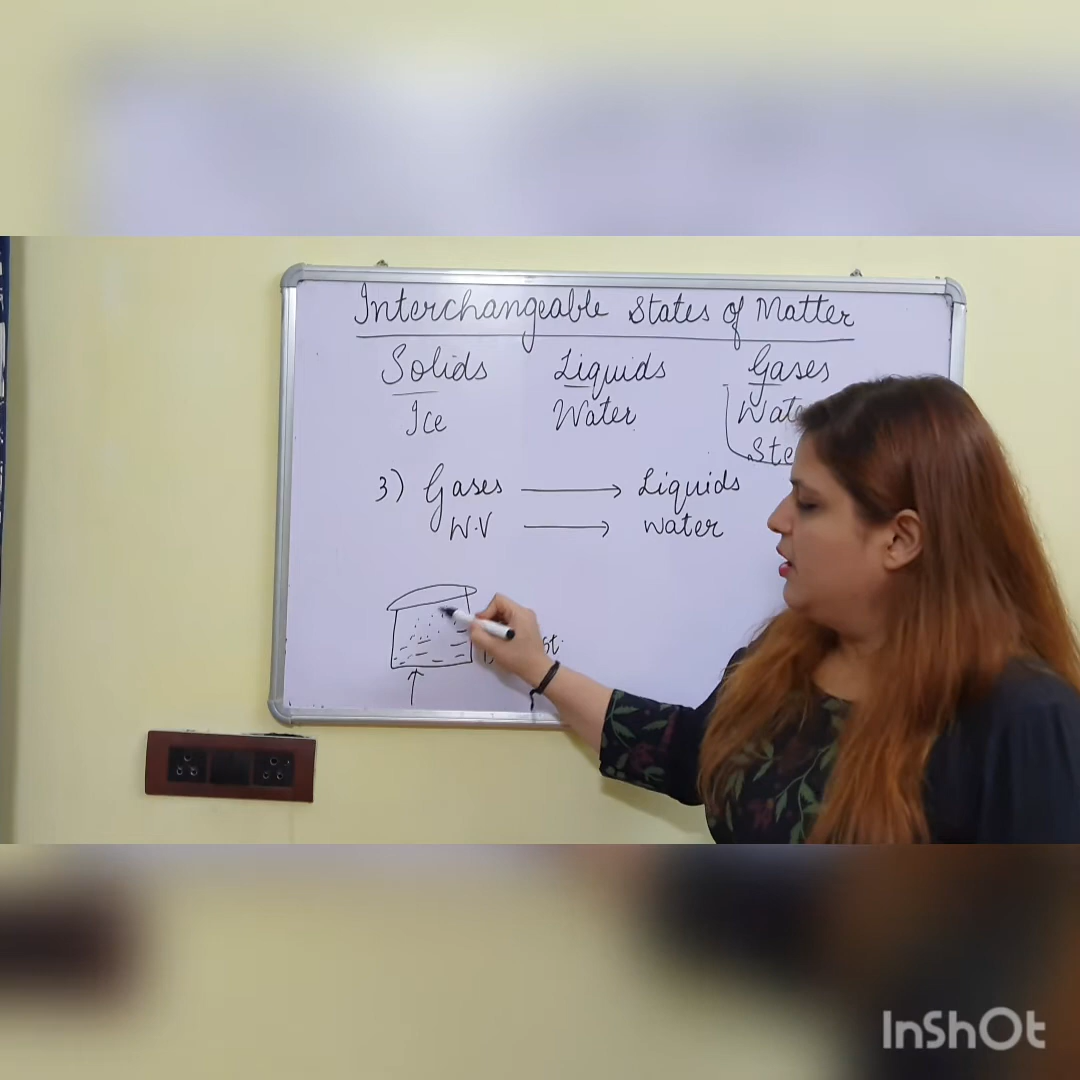 Interchangeable States of Matter
Solids Liquids Gases
Ice Water
3) Gases → Liquids
W.V → water
InShOt